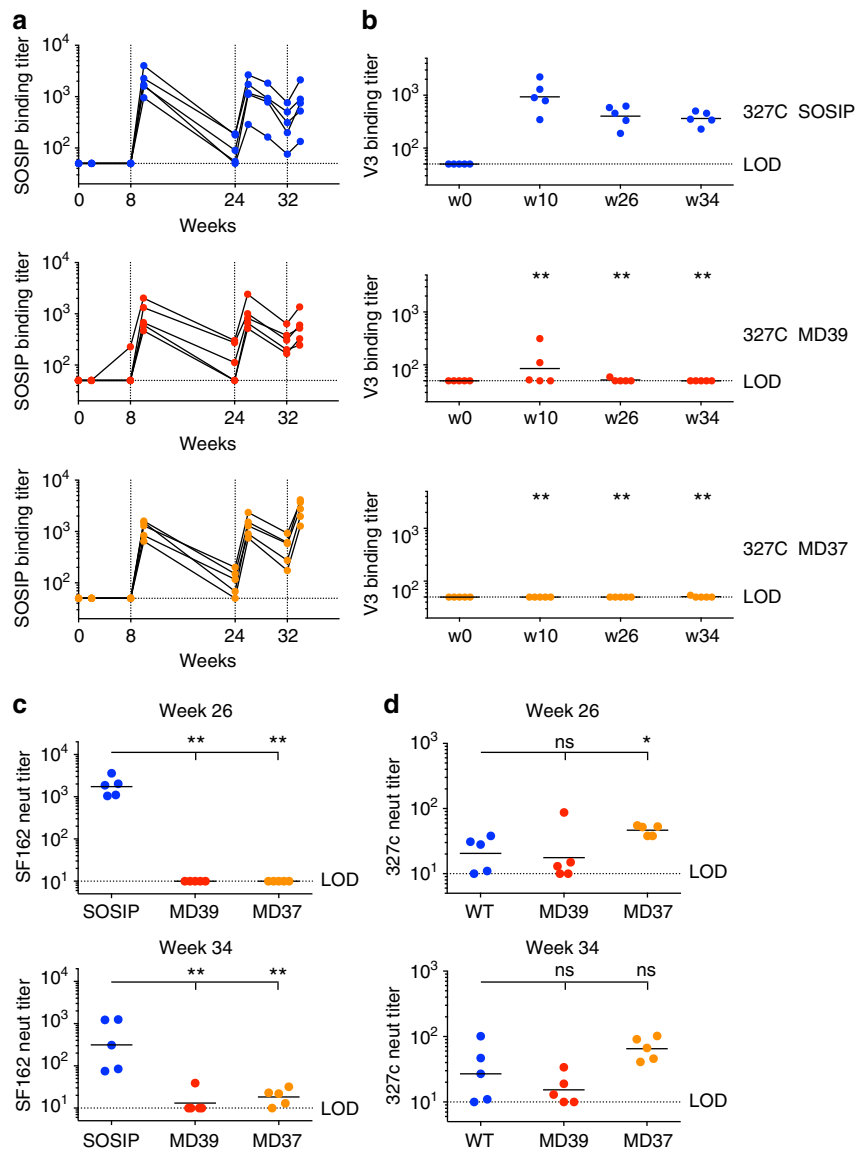 a
SOSIP binding titer
10⁴
10³
10²
0 8 24 32
Weeks
SOSIP binding titer
10⁴
10³
10²
0 8 24 32
Weeks
SOSIP binding titer
10⁴
10³
10²
0 8 24 32
Weeks
b
V3 binding titer
10³
10²
w0 w10 w26 w34
327C SOSIP
LOD
V3 binding titer
10³
10²
** ** **
w0 w10 w26 w34
327C MD39
LOD
V3 binding titer
10³
10²
** ** **
w0 w10 w26 w34
327C MD37
LOD
c
Week 26
SF162 neut titer
10⁴
10³
10²
10¹
** **
LOD
SOSIP MD39 MD37
Week 34
SF162 neut titer
10⁴
10³
10²
10¹
** **
LOD
SOSIP MD39 MD37
d
Week 26
327c neut titer
10³
10²
10¹
ns *
LOD
WT MD39 MD37
Week 34
327c neut titer
10³
10²
10¹
ns ns
LOD
WT MD39 MD37